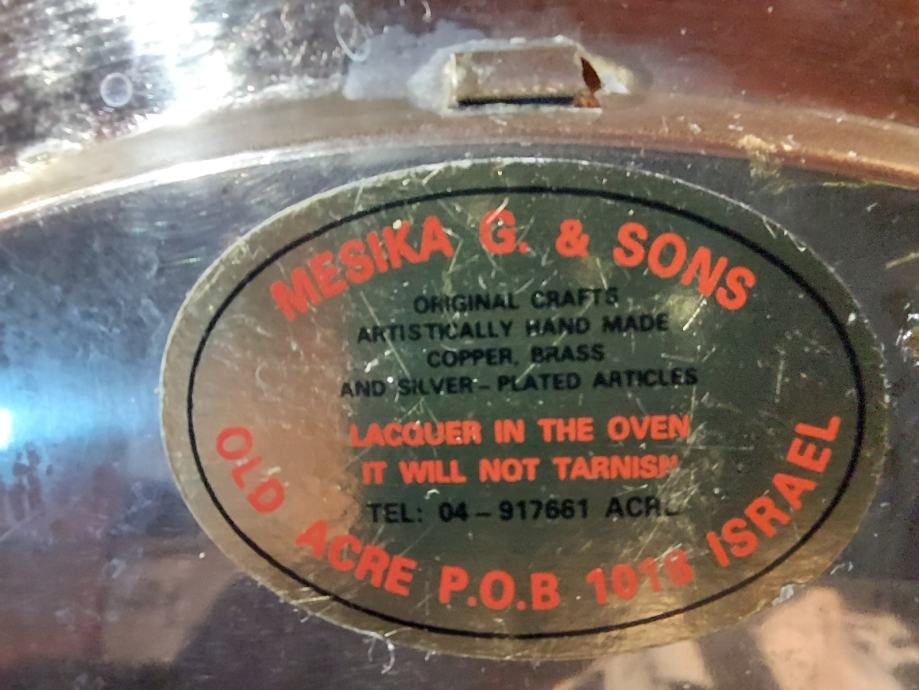 MESIKA G. & SONS
ORIGINAL CRAFTS
ARTISTICALLY HAND MADE
COPPER, BRASS
AND SILVER-PLATED ARTICLES
LACQUER IN THE OVEN
IT WILL NOT TARNISH
TEL: 04-917661 ACRE
OLD ACRE P.O.B 1018 ISRAEL